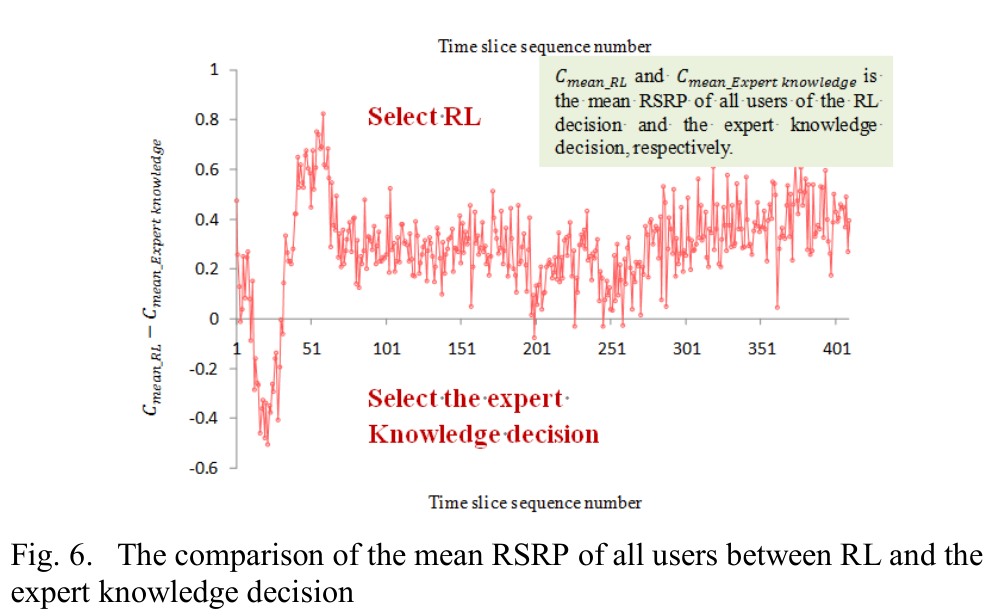 Time slice sequence number
C_mean_RL and C_mean_Expert knowledge is
the mean RSRP of all users of the RL
decision and the expert knowledge
decision, respectively.
1
0.8
0.6
0.4
0.2
0
-0.2
-0.4
-0.6
C_mean_RL − C_mean_Expert knowledge
Select RL
1 51 101 151 201 251 301 351 401
Select the expert
Knowledge decision
Time slice sequence number
Fig. 6. The comparison of the mean RSRP of all users between RL and the
expert knowledge decision